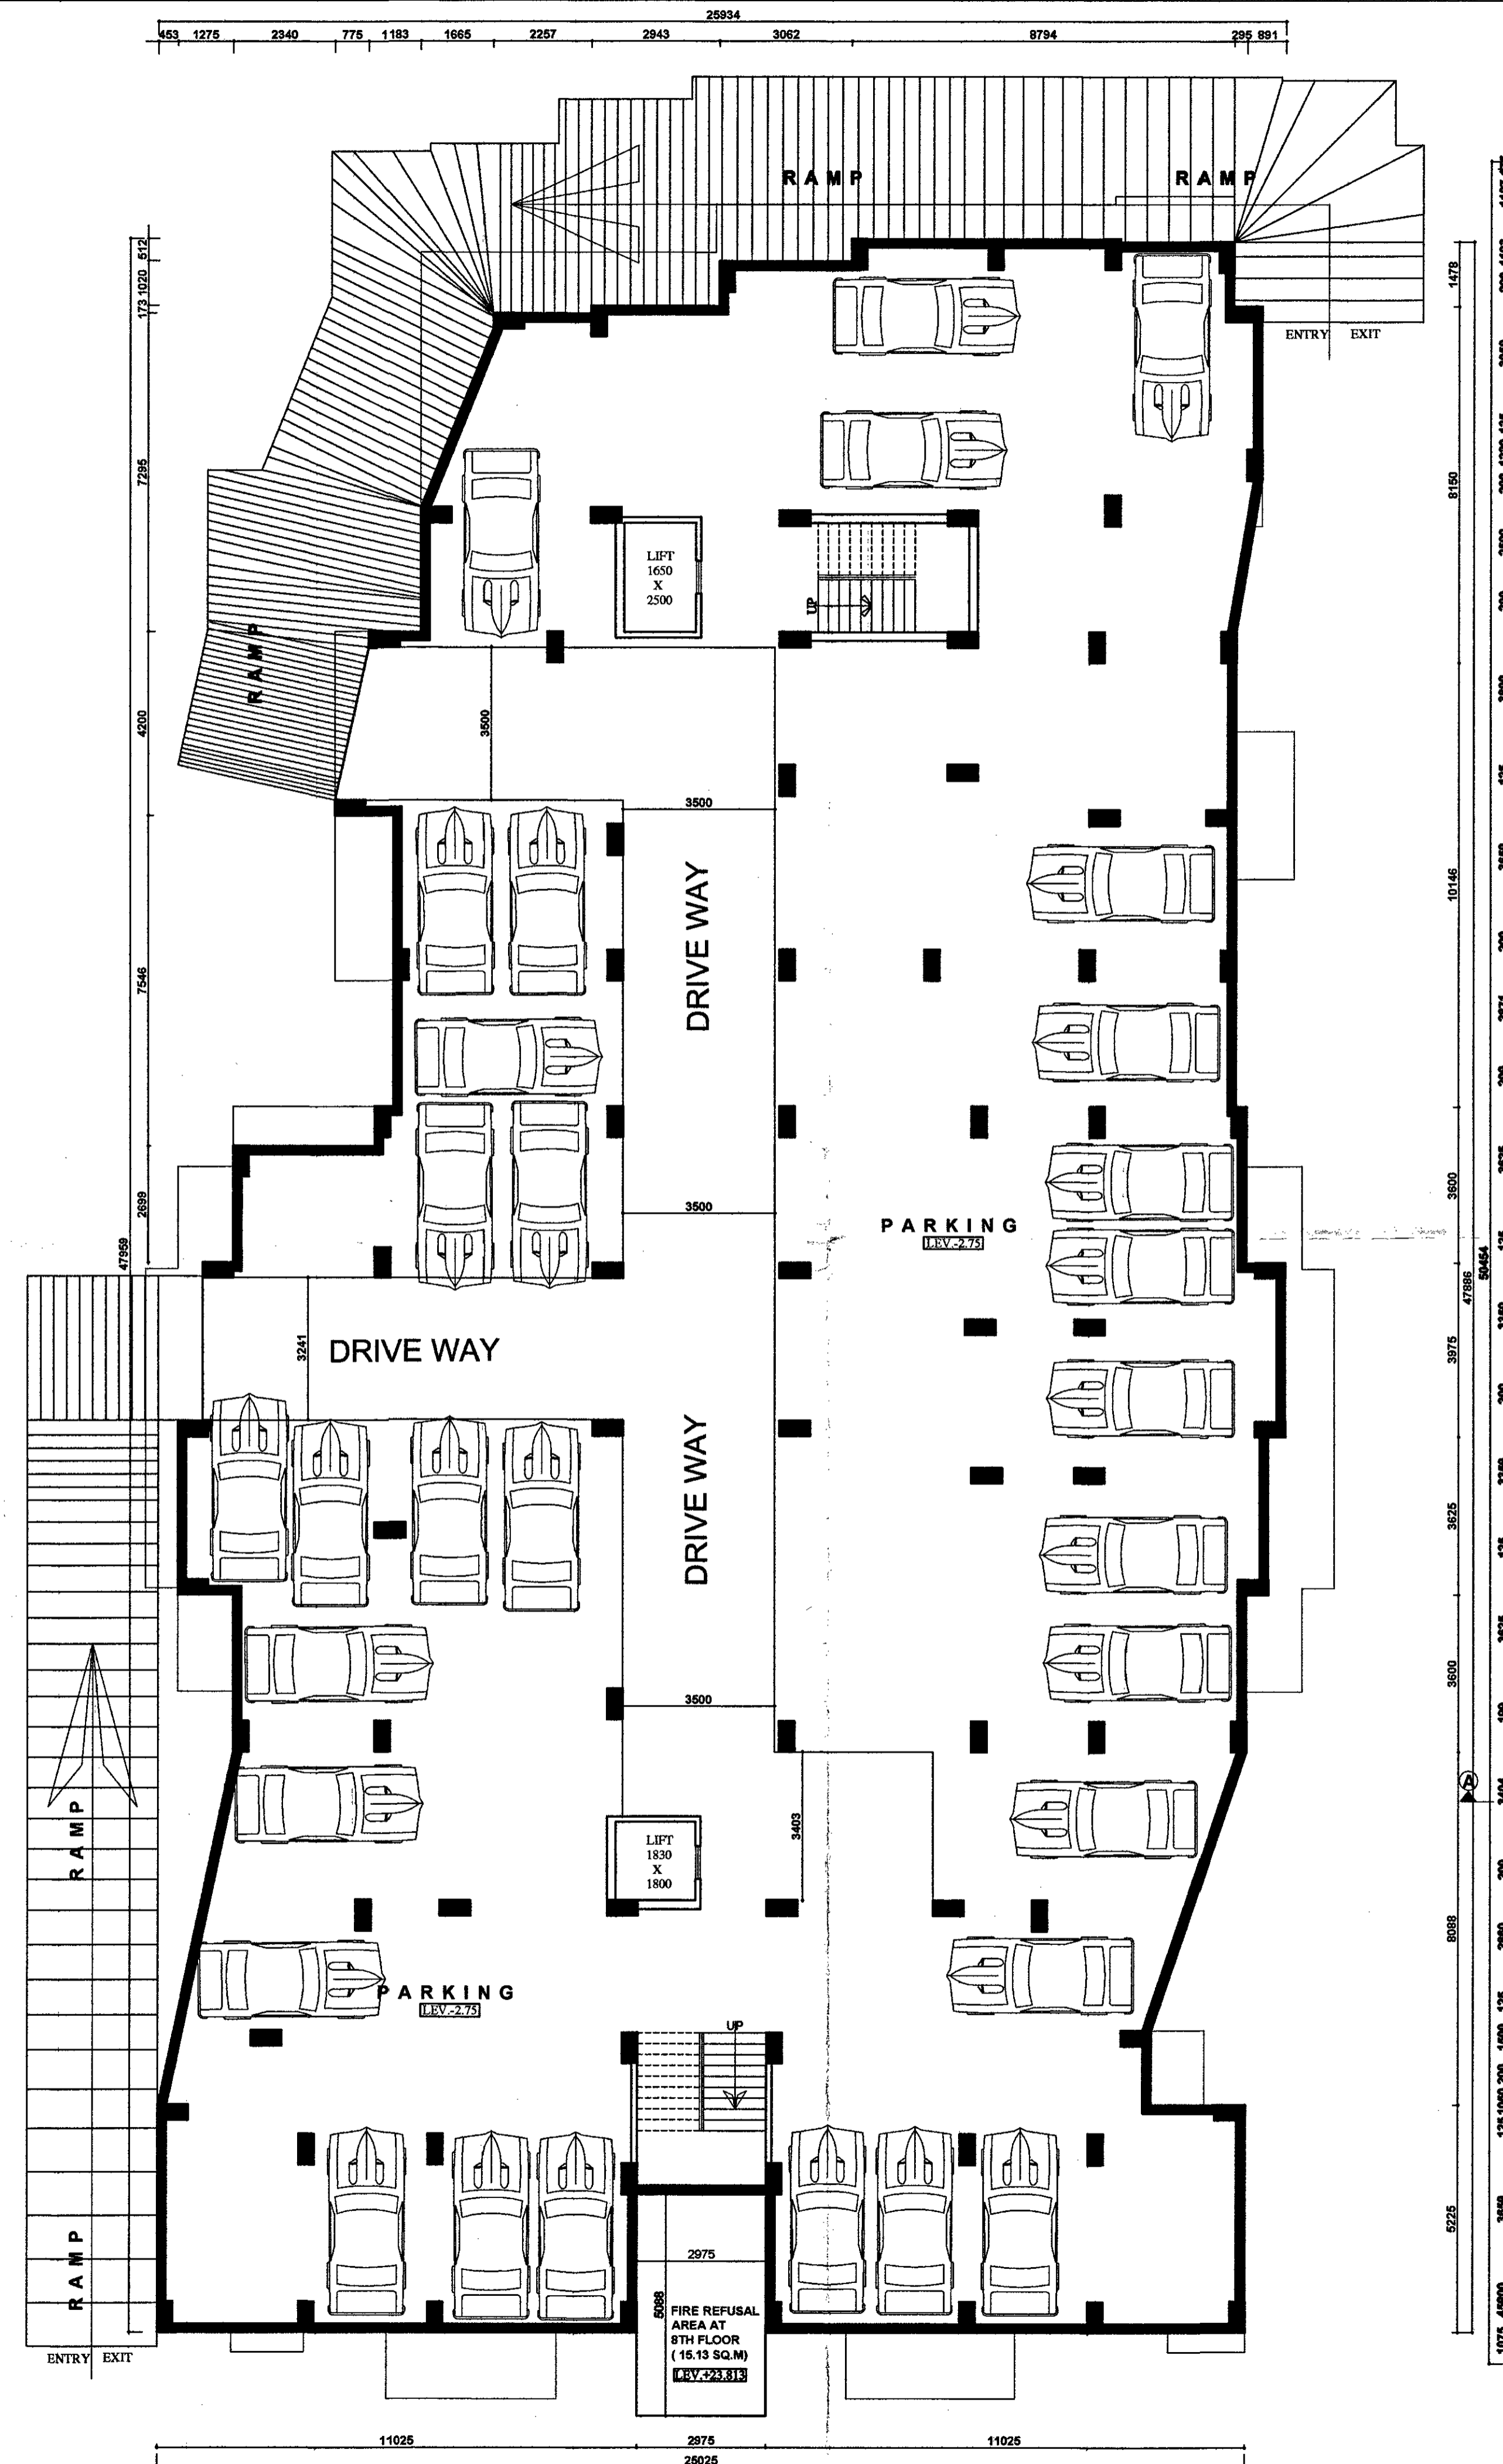 25934
453 1275 2340 775 1183 1665 2257 2943 3062 8794 295 891
RAMP
RAMP
512
1020
173
1478
ENTRY EXIT
7295
8150
LIFT
1650
X
2500
UP
RAMP
4200
3500
3500
DRIVE WAY
10146
7546
2699
3500
PARKING
LEV.-2.75
3600
47959
47886
50454
3241
DRIVE WAY
3975
DRIVE WAY
3625
3600
3500
A
RAMP
LIFT
1830
X
1800
3403
8088
PARKING
LEV.-2.75
UP
RAMP
5225
2975
5088
FIRE REFUSAL
AREA AT
8TH FLOOR
( 15.13 SQ.M)
LEV.+23.813
ENTRY EXIT
11025 2975 11025
25025